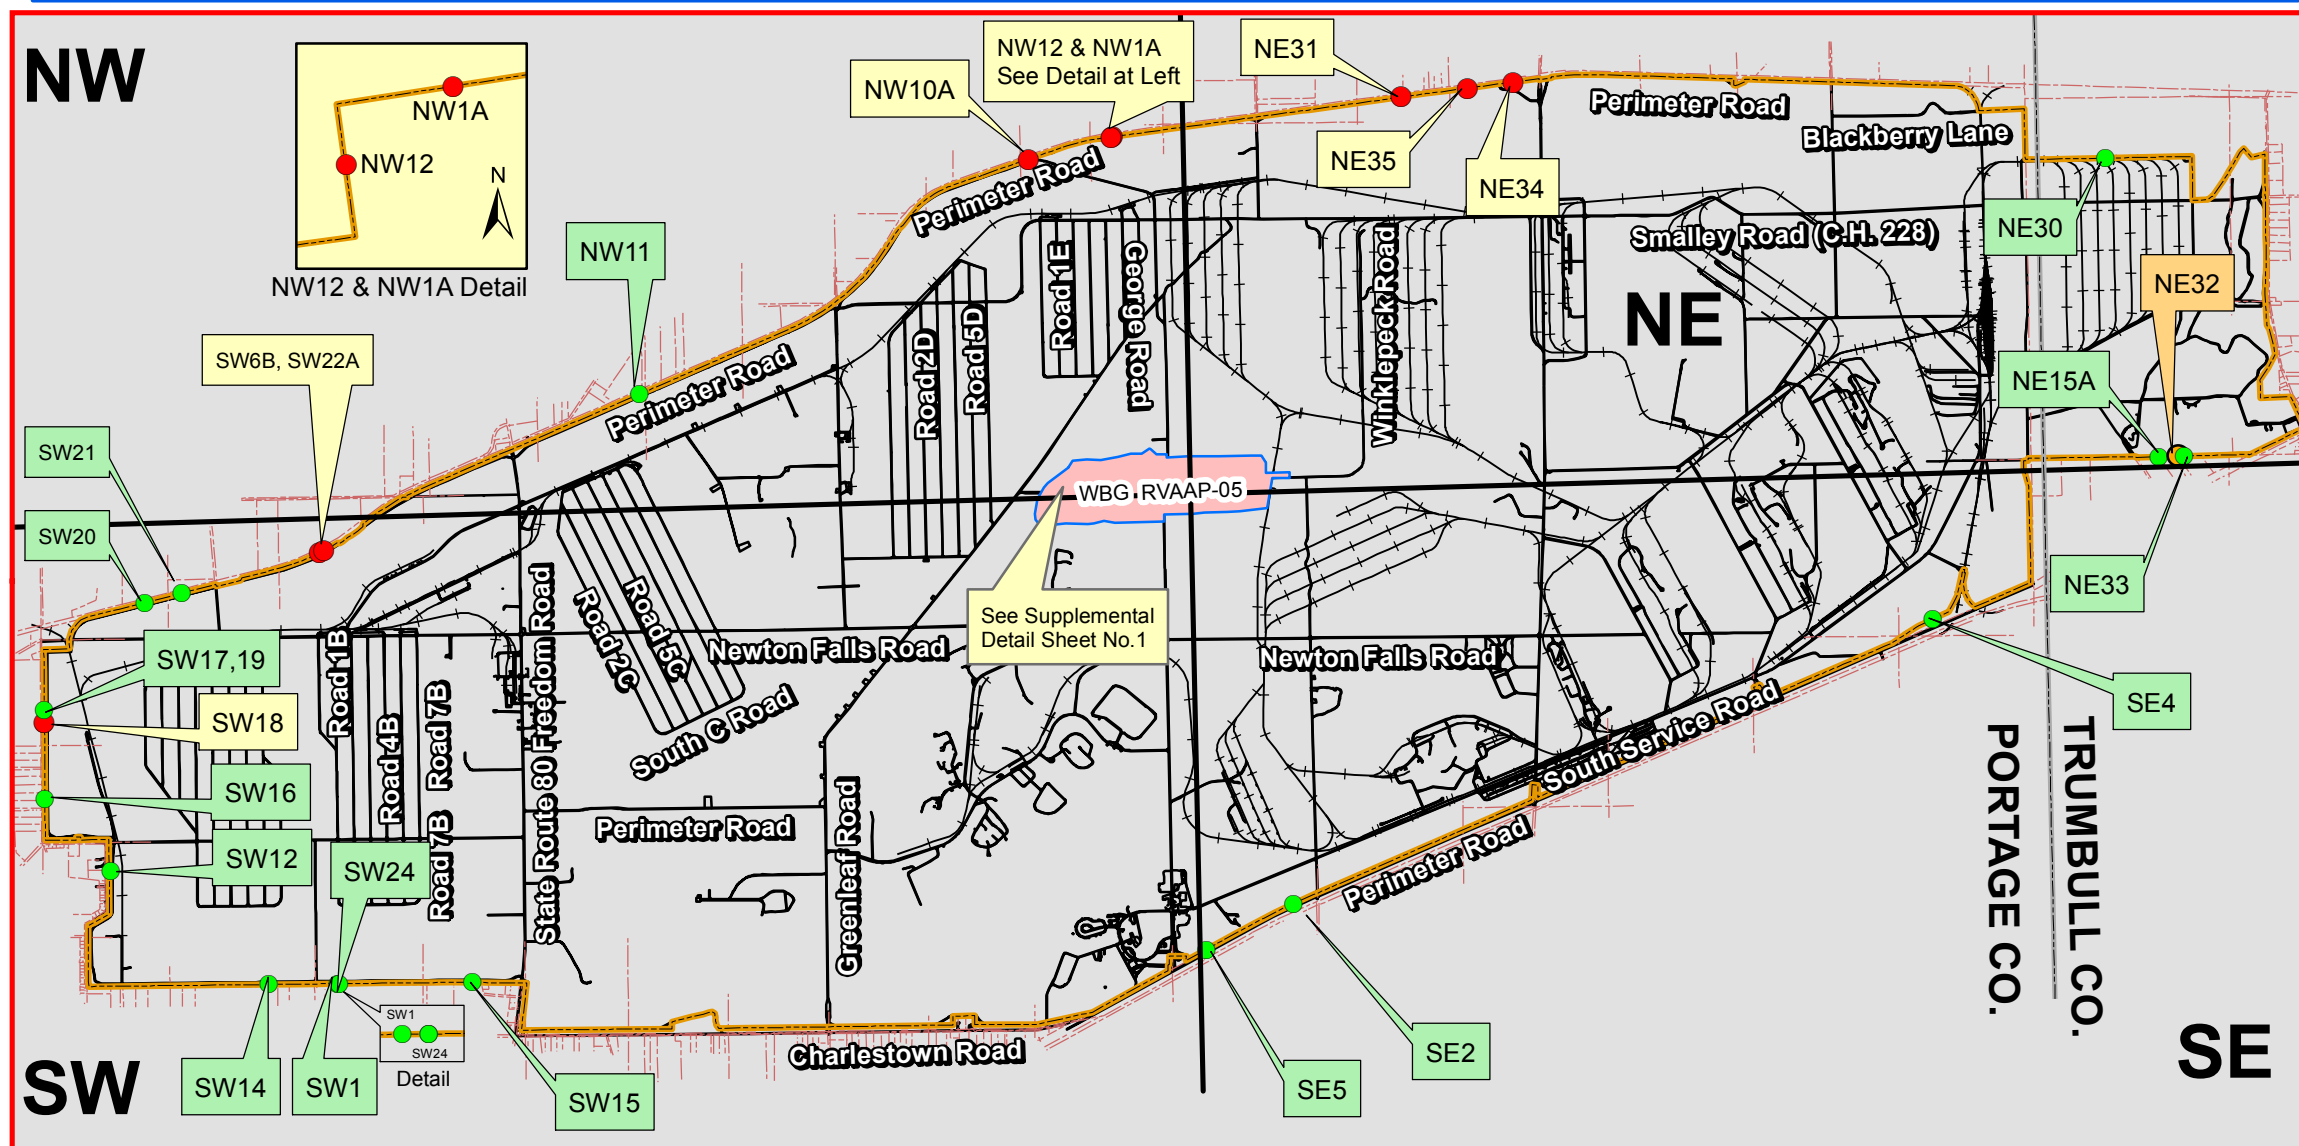 NW
NW1A
NW12
N
NW12 & NW1A Detail
NW12 & NW1A
See Detail at Left
NW10A
NE31
NE35
NE34
Perimeter Road
Blackberry Lane
Perimeter Road
NW11
Road 1E
George Road
Winklepeck Road
Smalley Road (C.H. 228)
NE30
NE
NE32
SW6B, SW22A
Perimeter Road
Road 2D
Road 5D
NE15A
SW21
SW20
WBG RVAAP-05
See Supplemental
Detail Sheet No.1
NE33
SW17,19
SW18
SW16
SW12
SW24
Road 1B
Road 4B
Road 7B
Road 7B
State Route 80 Freedom Road
Road 2C
Road 5C
Newton Falls Road
South C Road
Newton Falls Road
SE4
South Service Road
Perimeter Road
Greenleaf Road
Perimeter Road
PORTAGE CO.
TRUMBULL CO.
SW
SW14
SW1
SW1
SW24
Detail
SW15
Charlestown Road
SE5
SE2
SE